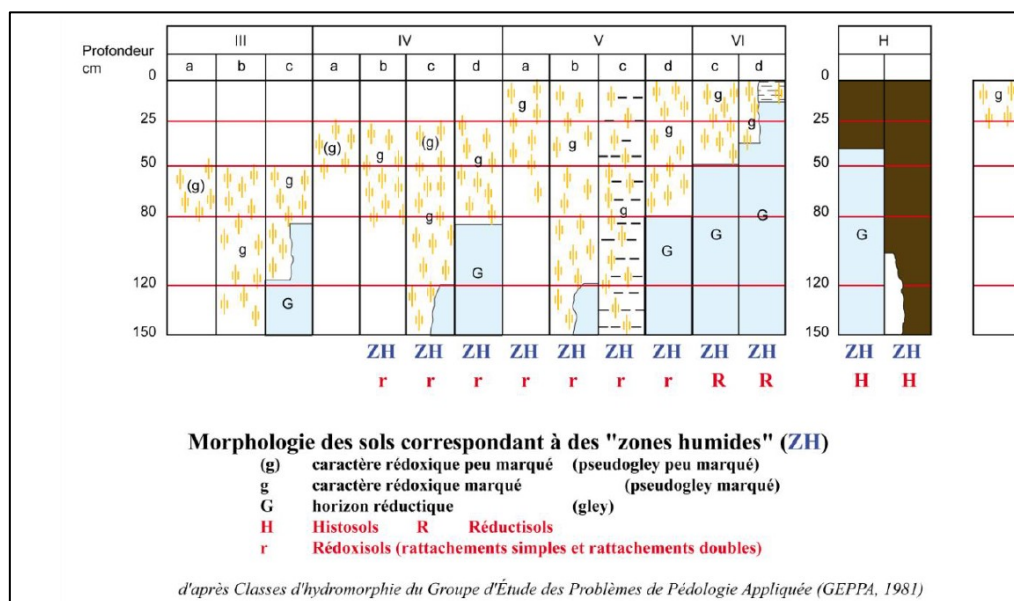 III IV V VI H
Profondeur
cm a b c a b c d a b c d c d
0 0
25 25
50 50
80 80
120 120
150 150
(g) g g G (g) g (g) g g G g g g g G g G g G G g
ZH ZH ZH ZH ZH ZH ZH ZH ZH ZH ZH
r r r r r r r R R H H
Morphologie des sols correspondant à des "zones humides" (ZH)
(g) caractère rédoxique peu marqué (pseudogley peu marqué)
g caractère rédoxique marqué (pseudogley marqué)
G horizon réductique (gley)
H Histosols R Réductisols
r Rédoxisols (rattachements simples et rattachements doubles)
d'après Classes d'hydromorphie du Groupe d'Étude des Problèmes de Pédologie Appliquée (GEPPA, 1981)